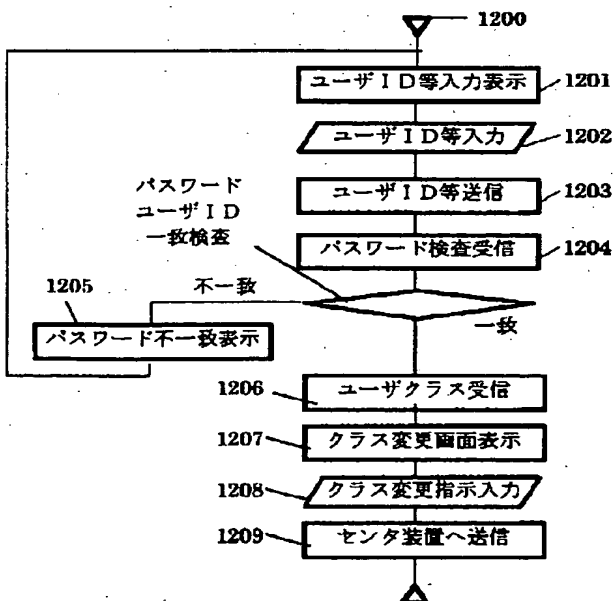 1200
ユーザID等入力表示 1201
ユーザID等入力 1202
ユーザID等送信 1203
パスワード検査受信 1204
パスワード
ユーザID
一致検査
不一致
一致
1205
パスワード不一致表示
1206 ユーザクラス受信
1207 クラス変更画面表示
1208 クラス変更指示入力
1209 センタ装置へ送信